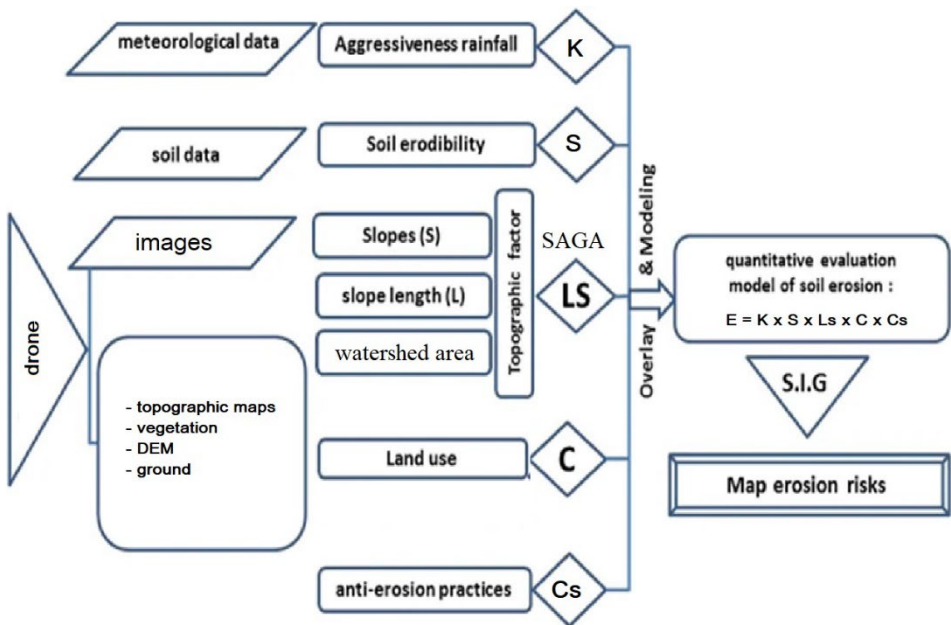 meteorological data
Aggressiveness rainfall
K
soil data
Soil erodibility
S
drone
images
- topographic maps
- vegetation
- DEM
- ground
Slopes (S)
slope length (L)
watershed area
Topographic factor
SAGA
LS
Land use
C
anti-erosion practices
Cs
Overlay & Modeling
quantitative evaluation
model of soil erosion :
E = K x S x Ls x C x Cs
S.I.G
Map erosion risks